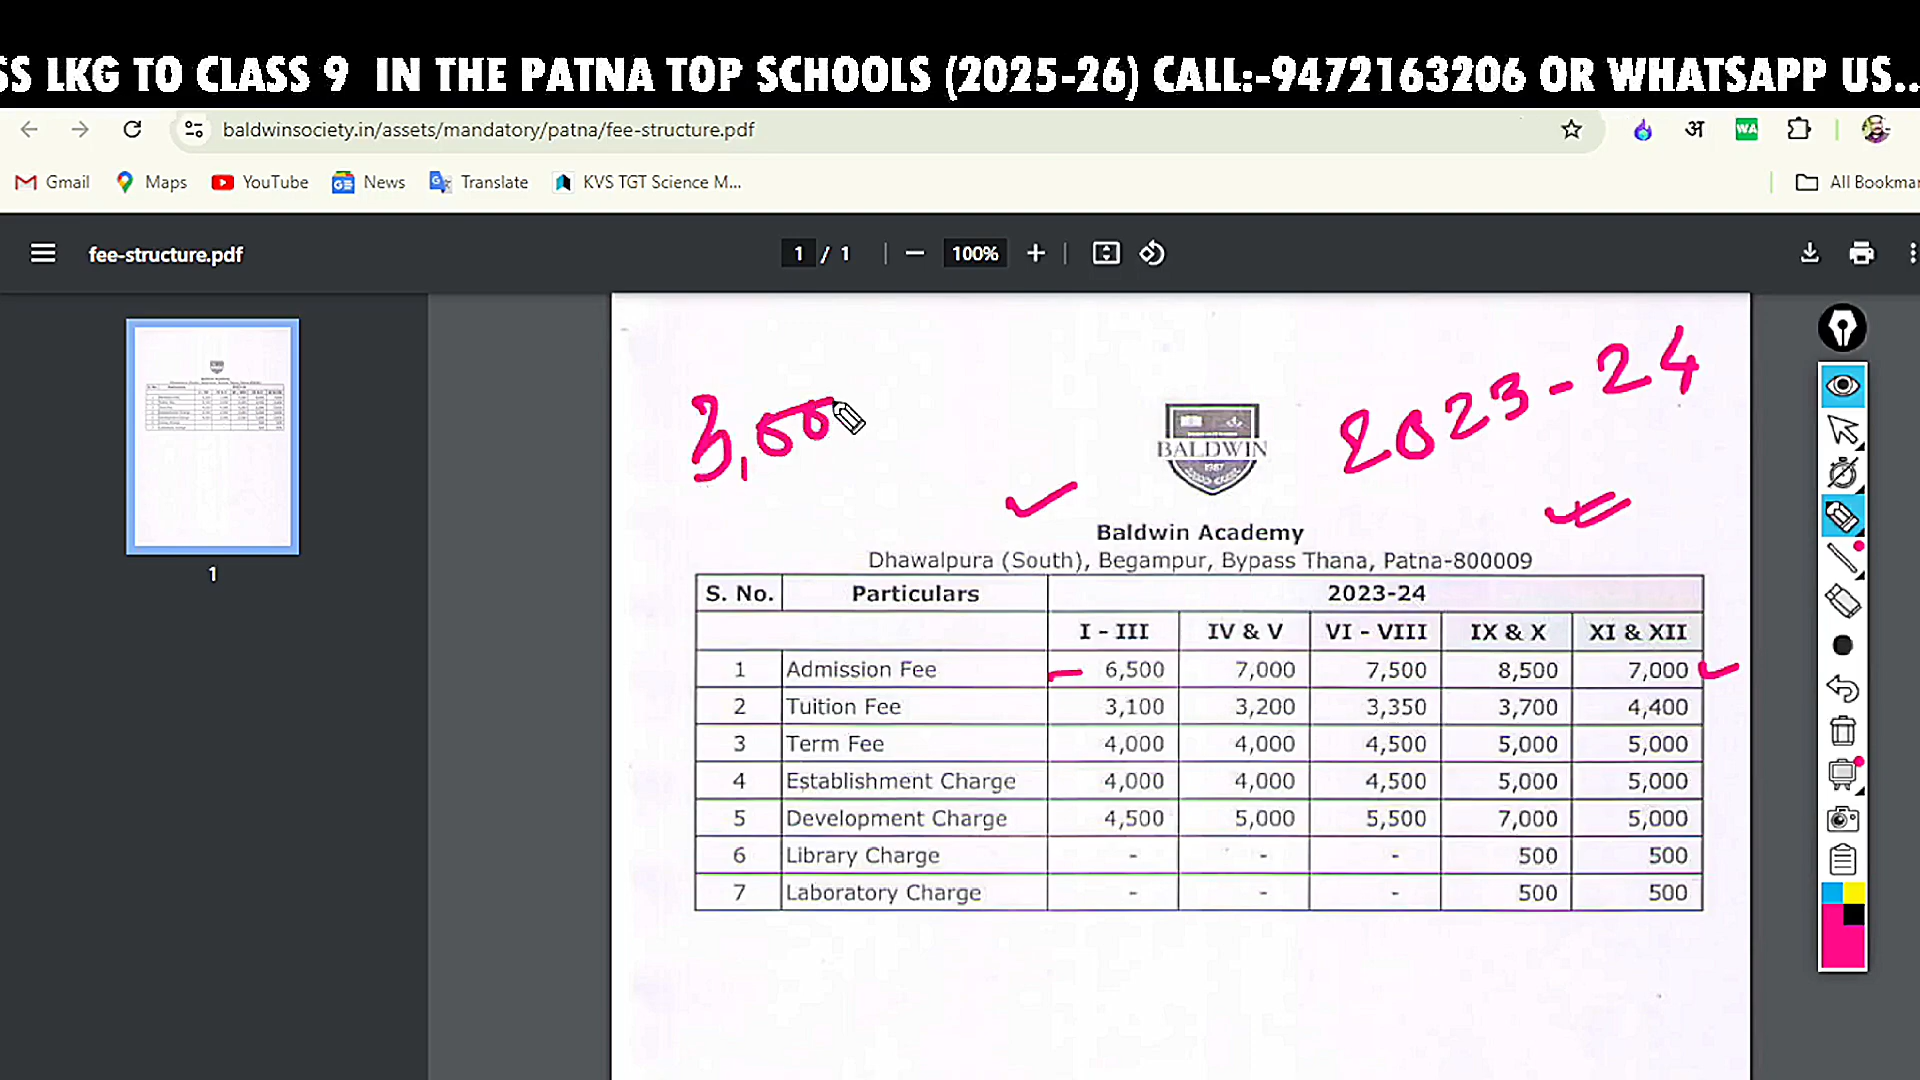 SS LKG TO CLASS 9 IN THE PATNA TOP SCHOOLS (2025-26) CALL:-9472163206 OR WHATSAPP US..
baldwinsociety.in/assets/mandatory/patna/fee-structure.pdf अ WA
Gmail Maps YouTube News Translate KVS TGT Science M... All Bookmar
fee-structure.pdf 1 / 1 100%
1
3,00
2023-24
BALDWIN
1987
Baldwin Academy
Dhawalpura (South), Begampur, Bypass Thana, Patna-800009
S. No. Particulars 2023-24
I - III IV & V VI - VIII IX & X XI & XII
1 Admission Fee 6,500 7,000 7,500 8,500 7,000
2 Tuition Fee 3,100 3,200 3,350 3,700 4,400
3 Term Fee 4,000 4,000 4,500 5,000 5,000
4 Establishment Charge 4,000 4,000 4,500 5,000 5,000
5 Development Charge 4,500 5,000 5,500 7,000 5,000
6 Library Charge - - - 500 500
7 Laboratory Charge - - - 500 500